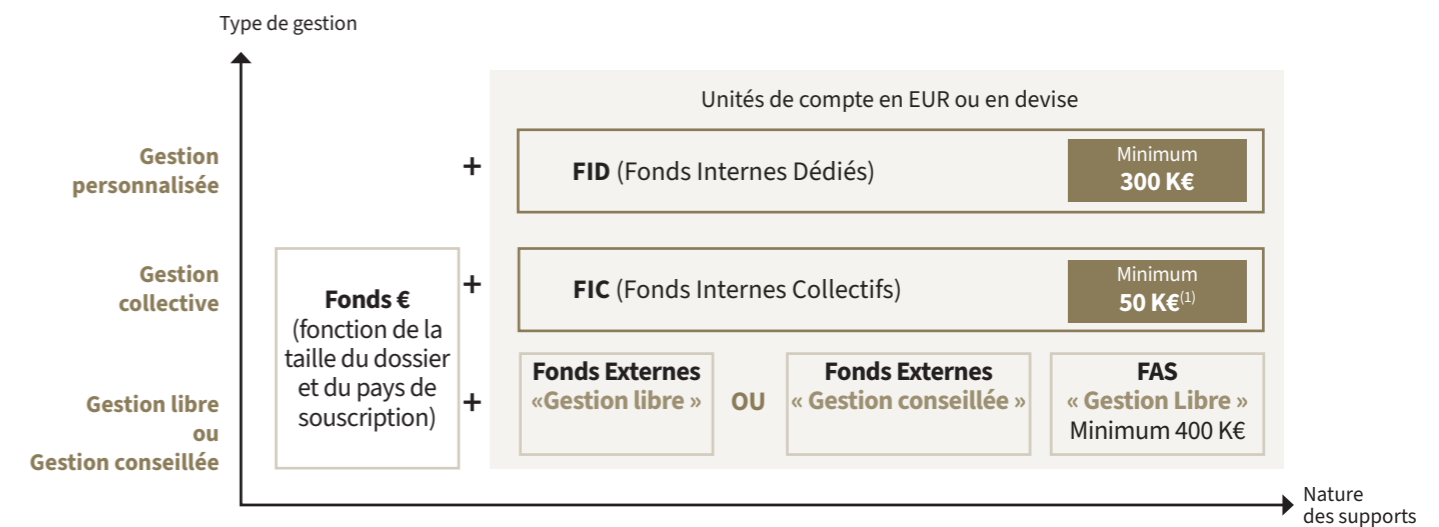 Type de gestion
Unités de compte en EUR ou en devise
Gestion
personnalisée
+
FID (Fonds Internes Dédiés)
Minimum
300 K€
Gestion
collective
Fonds €
(fonction de la
taille du dossier
et du pays de
souscription)
+
FIC (Fonds Internes Collectifs)
Minimum
50 K€(1)
Gestion libre
ou
Gestion conseillée
+
Fonds Externes
«Gestion libre »
OU
Fonds Externes
« Gestion conseillée »
FAS
« Gestion Libre »
Minimum 400 K€
Nature
des supports